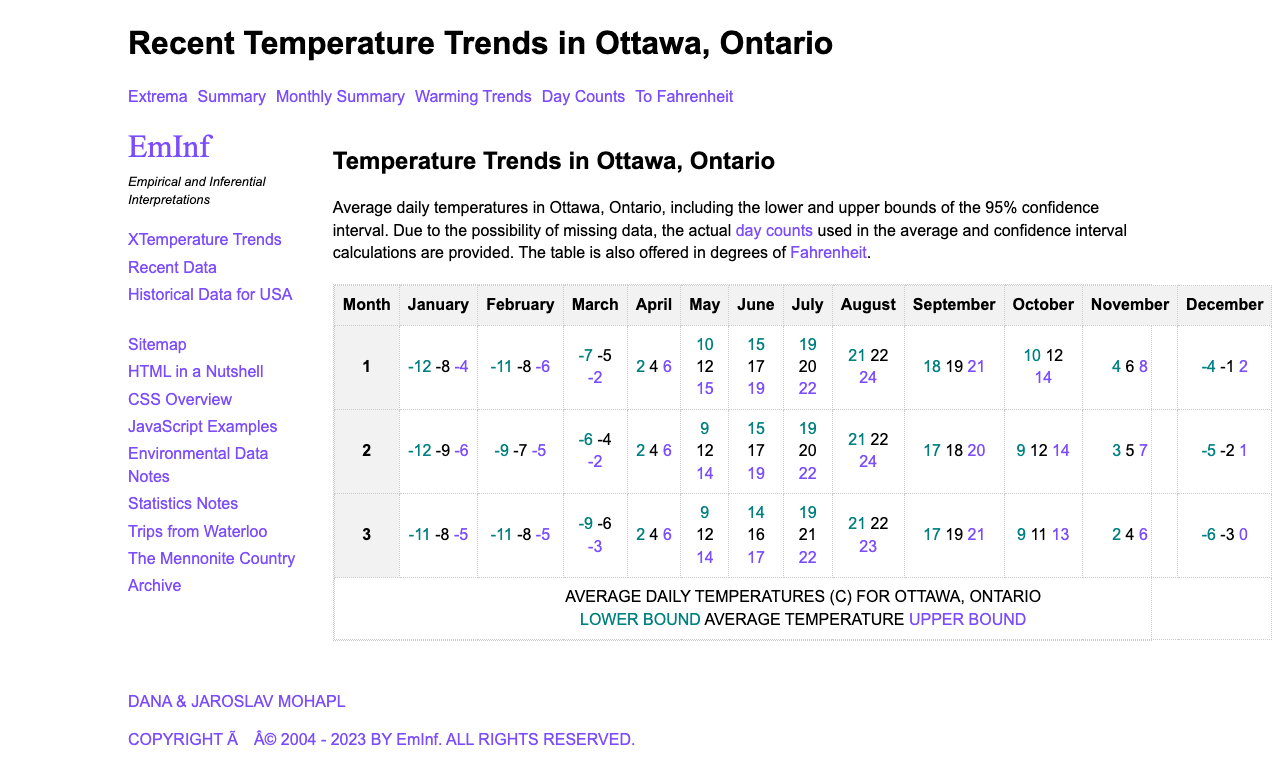 Recent Temperature Trends in Ottawa, Ontario
Extrema Summary Monthly Summary Warming Trends Day Counts To Fahrenheit
EmInf
Empirical and Inferential
Interpretations
XTemperature Trends
Recent Data
Historical Data for USA
Sitemap
HTML in a Nutshell
CSS Overview
JavaScript Examples
Environmental Data
Notes
Statistics Notes
Trips from Waterloo
The Mennonite Country
Archive
Temperature Trends in Ottawa, Ontario
Average daily temperatures in Ottawa, Ontario, including the lower and upper bounds of the 95% confidence
interval. Due to the possibility of missing data, the actual day counts used in the average and confidence interval
calculations are provided. The table is also offered in degrees of Fahrenheit.
Month January February March April May June July August September October November December
1 -12 -8 -4 -11 -8 -6 -7 -5 -2 2 4 6 10 12 15 15 17 19 19 20 22 21 22 24 18 19 21 10 12 14 4 6 8 -4 -1 2
2 -12 -9 -6 -9 -7 -5 -6 -4 -2 2 4 6 9 12 14 15 17 19 19 20 22 21 22 24 17 18 20 9 12 14 3 5 7 -5 -2 1
3 -11 -8 -5 -11 -8 -5 -9 -6 -3 2 4 6 9 12 14 14 16 17 19 21 22 21 22 23 17 19 21 9 11 13 2 4 6 -6 -3 0
AVERAGE DAILY TEMPERATURES (C) FOR OTTAWA, ONTARIO
LOWER BOUND AVERAGE TEMPERATURE UPPER BOUND
DANA & JAROSLAV MOHAPL
COPYRIGHT Ã Â© 2004 - 2023 BY EmInf. ALL RIGHTS RESERVED.